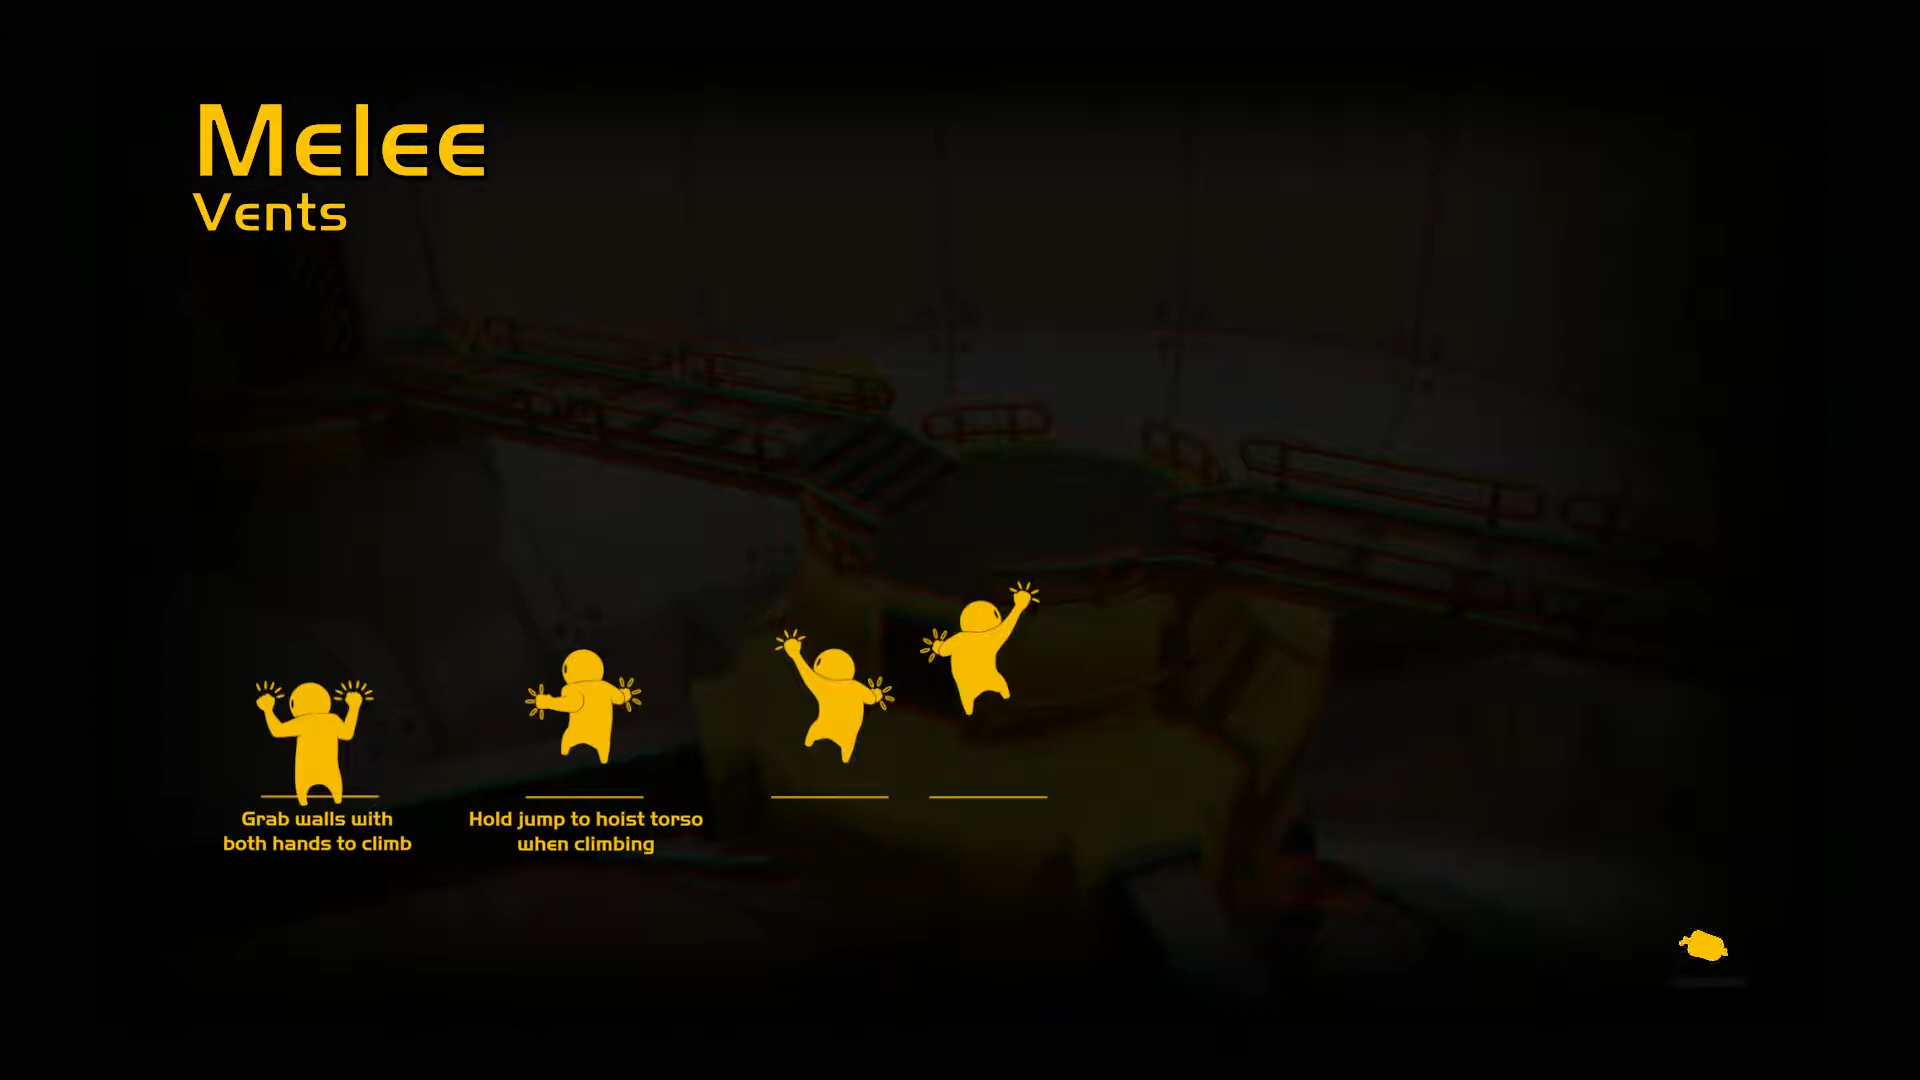 Melee
Vents
Grab walls with
both hands to climb
Hold jump to hoist torso
when climbing